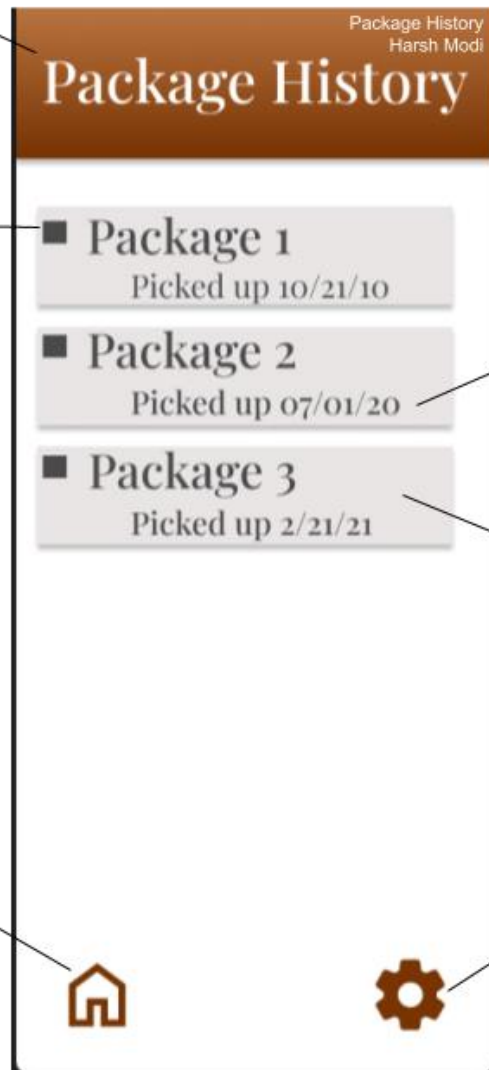 Package History
Harsh Modi
Package History
Package 1
Picked up 10/21/10
Package 2
Picked up 07/01/20
Package 3
Picked up 2/21/21